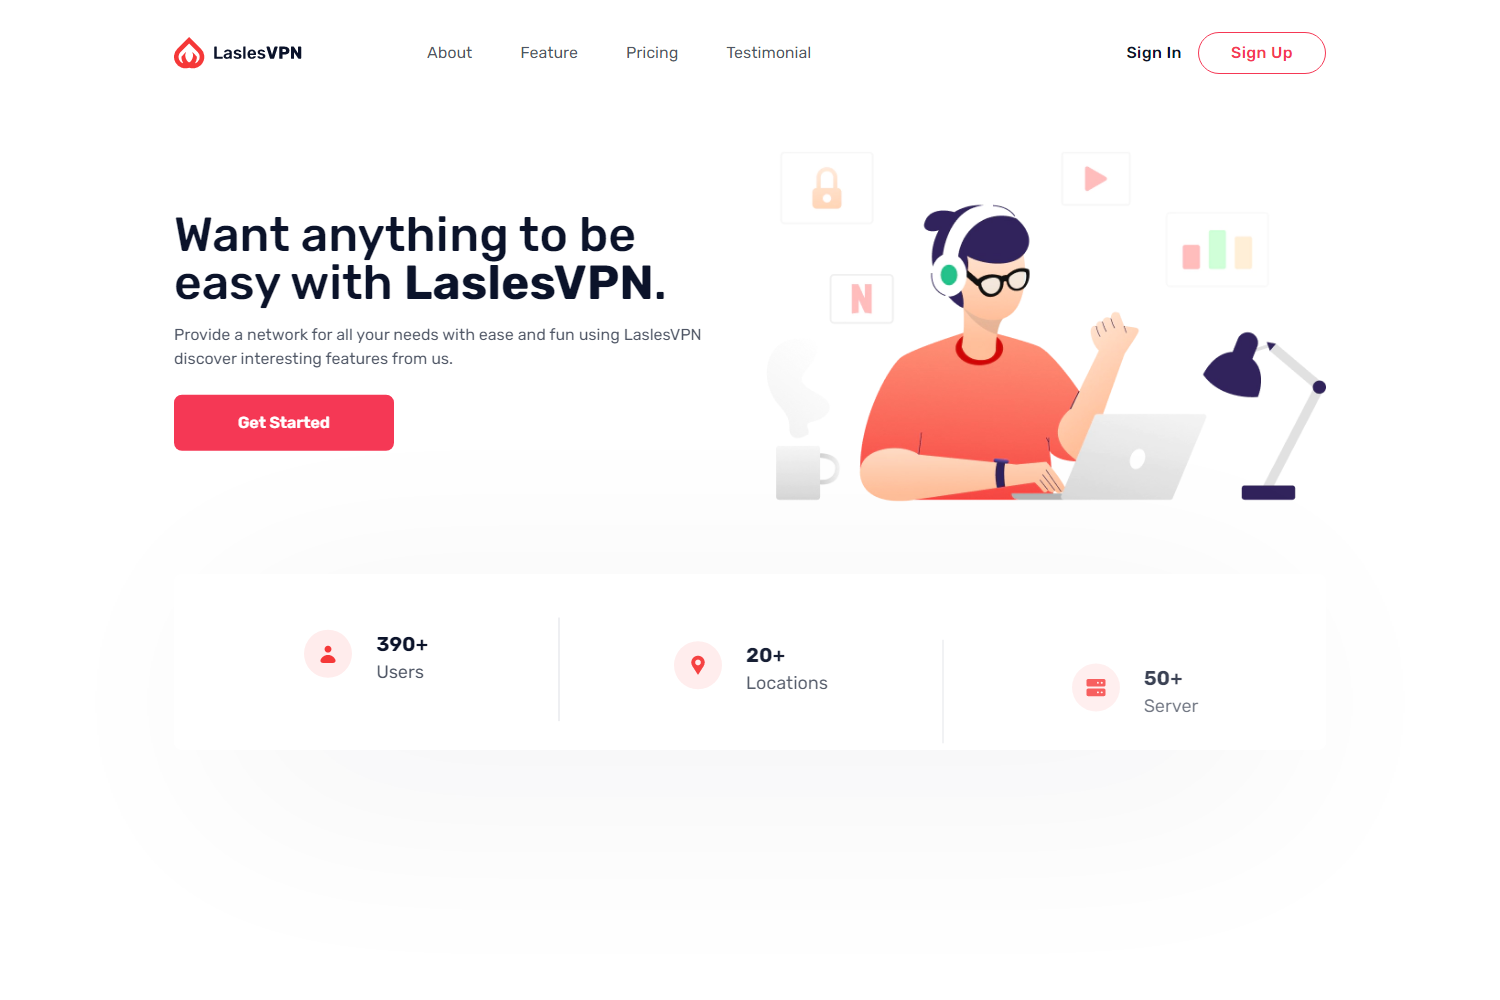 LaslesVPN
About
Feature
Pricing
Testimonial
Sign In
Sign Up
Want anything to be
easy with LaslesVPN.
Provide a network for all your needs with ease and fun using LaslesVPN
discover interesting features from us.
Get Started
N
390+
Users
20+
Locations
50+
Server